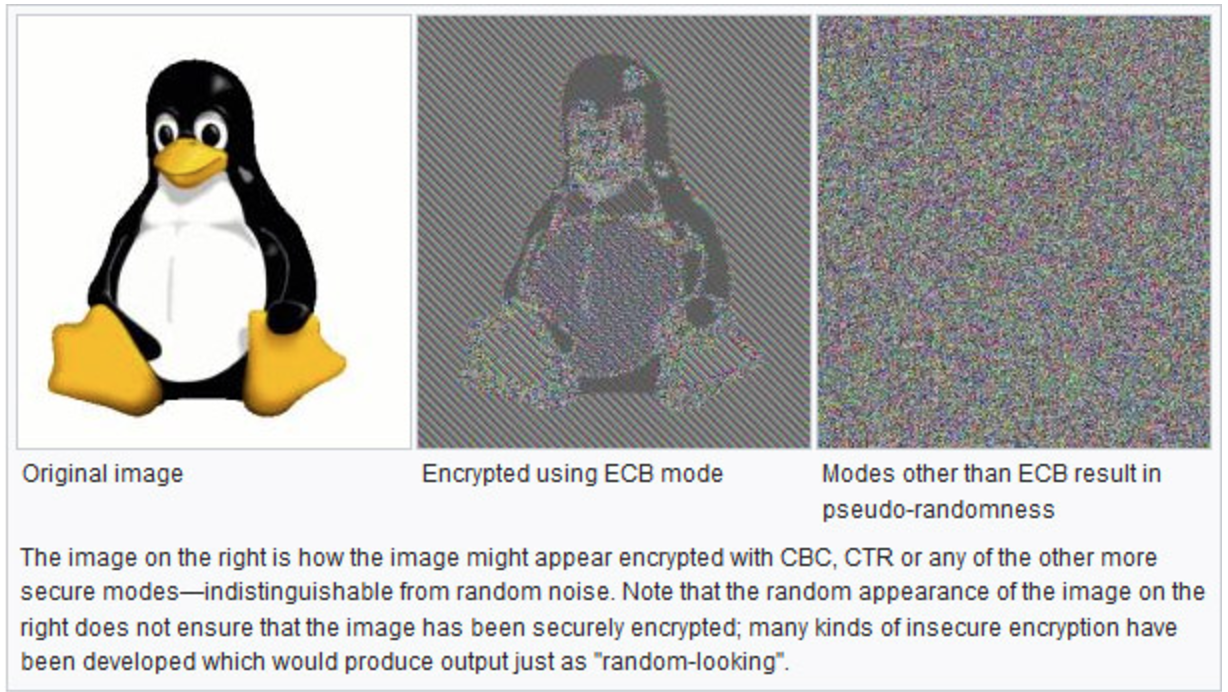 Original image
Encrypted using ECB mode
Modes other than ECB result in
pseudo-randomness
The image on the right is how the image might appear encrypted with CBC, CTR or any of the other more
secure modes—indistinguishable from random noise. Note that the random appearance of the image on the
right does not ensure that the image has been securely encrypted; many kinds of insecure encryption have
been developed which would produce output just as "random-looking".